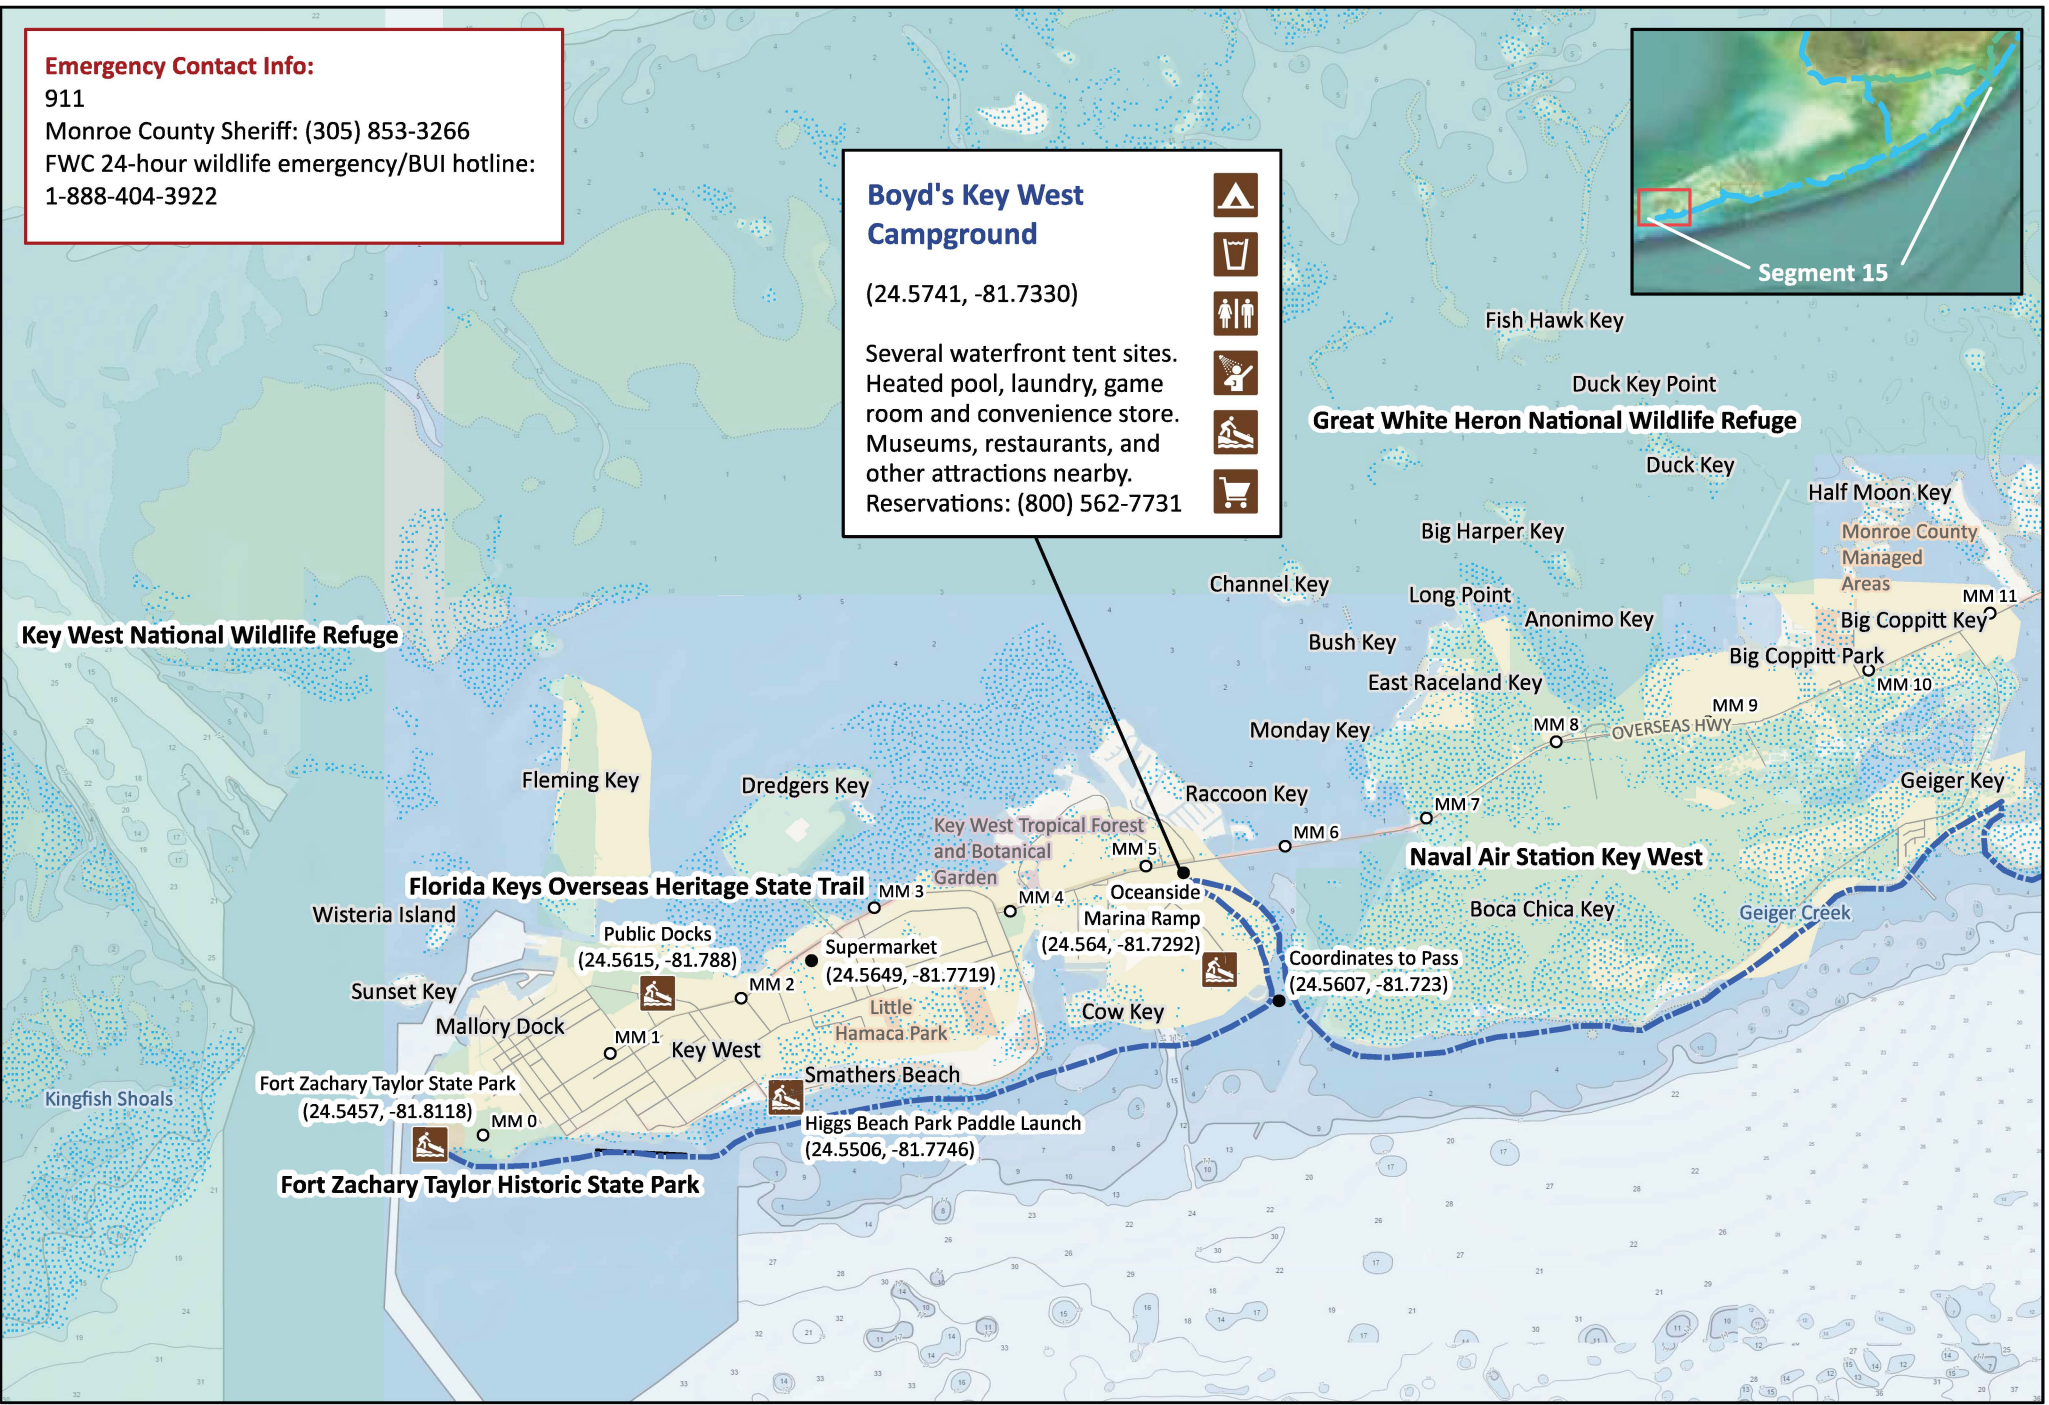 Emergency Contact Info:
911
Monroe County Sheriff: (305) 853-3266
FWC 24-hour wildlife emergency/BUI hotline:
1-888-404-3922
Boyd's Key West
Campground
(24.5741, -81.7330)
Several waterfront tent sites.
Heated pool, laundry, game
room and convenience store.
Museums, restaurants, and
other attractions nearby.
Reservations: (800) 562-7731
Segment 15
Fish Hawk Key
Duck Key Point
Great White Heron National Wildlife Refuge
Duck Key
Half Moon Key
Big Harper Key
Monroe County
Managed
Areas
Channel Key
Long Point
MM 11
Anonimo Key
Big Coppitt Key
Key West National Wildlife Refuge
Bush Key
Big Coppitt Park
East Raceland Key
MM 10
MM 9
Monday Key
MM 8
OVERSEAS HWY
Fleming Key
Dredgers Key
Raccoon Key
Geiger Key
MM 7
Key West Tropical Forest
and Botanical
Garden
MM 5
MM 6
Naval Air Station Key West
Florida Keys Overseas Heritage State Trail
MM 3
MM 4
Oceanside
Marina Ramp
(24.564, -81.7292)
Wisteria Island
Boca Chica Key
Geiger Creek
Public Docks
(24.5615, -81.788)
Supermarket
(24.5649, -81.7719)
Coordinates to Pass
(24.5607, -81.723)
Sunset Key
MM 2
Little
Hamaca Park
Cow Key
Mallory Dock
MM 1
Key West
Smathers Beach
Fort Zachary Taylor State Park
(24.5457, -81.8118)
Kingfish Shoals
MM 0
Higgs Beach Park Paddle Launch
(24.5506, -81.7746)
Fort Zachary Taylor Historic State Park